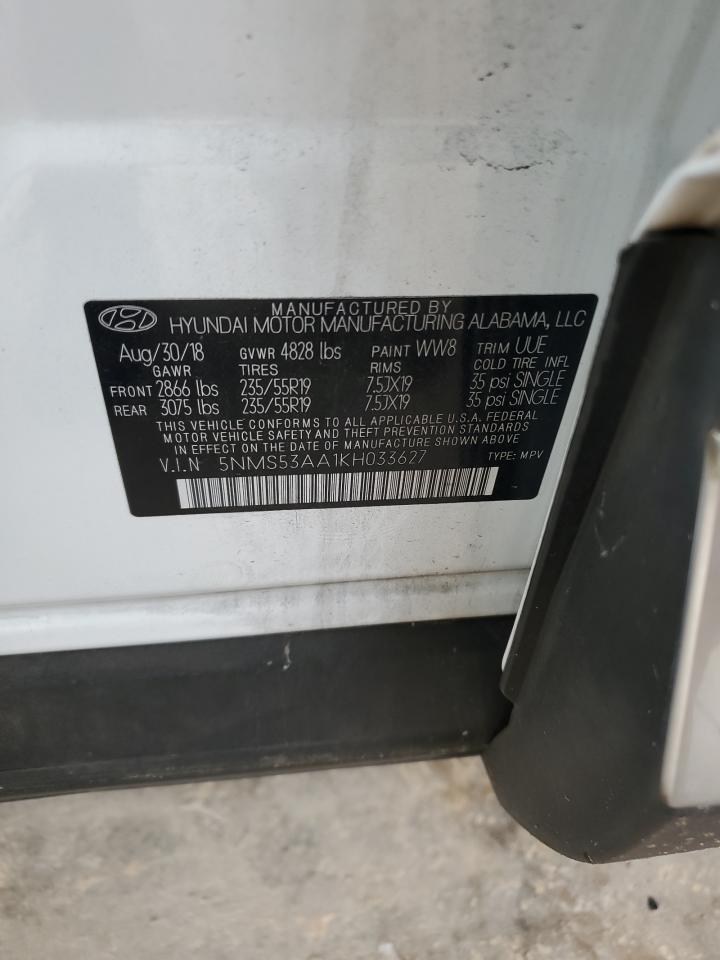 MANUFACTURED BY
HYUNDAI MOTOR MANUFACTURING ALABAMA, LLC
Aug/30/18 GVWR 4828 lbs PAINT WW8 TRIM UUE
GAWR TIRES RIMS COLD TIRE INFL
FRONT 2866 lbs 235/55R19 7.5JX19 35 psi SINGLE
REAR 3075 lbs 235/55R19 7.5JX19 35 psi SINGLE
THIS VEHICLE CONFORMS TO ALL APPLICABLE U.S.A. FEDERAL
MOTOR VEHICLE SAFETY AND THEFT PREVENTION STANDARDS
IN EFFECT ON THE DATE OF MANUFACTURE SHOWN ABOVE
V.I.N 5NMS53AA1KH033627 TYPE: MPV